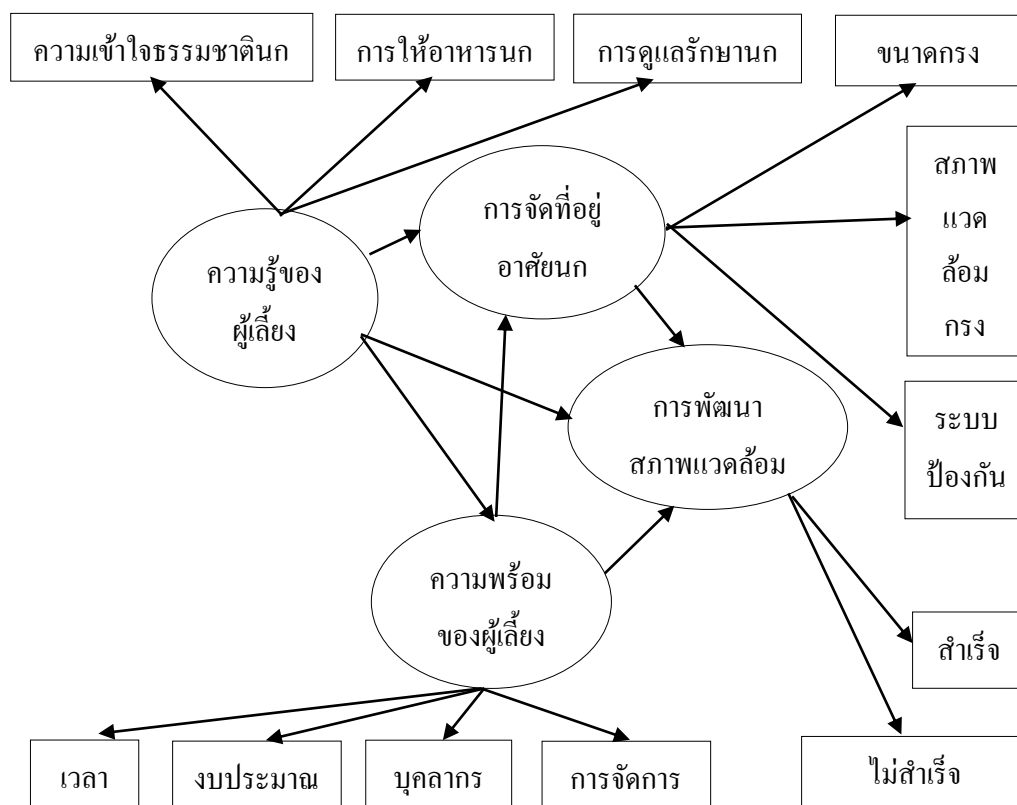 ความเข้าใจธรรมชาตินก
การให้อาหารนก
การดูแลรักษานก
ขนาดกรง
สภาพ
แวด
ล้อม
กรง
การจัดที่อยู่
อาศัยนก
ความรู้ของ
ผู้เลี้ยง
การพัฒนา
สภาพแวดล้อม
ระบบ
ป้องกัน
ความพร้อม
ของผู้เลี้ยง
สำเร็จ
ไม่สำเร็จ
เวลา
งบประมาณ
บุคลากร
การจัดการ